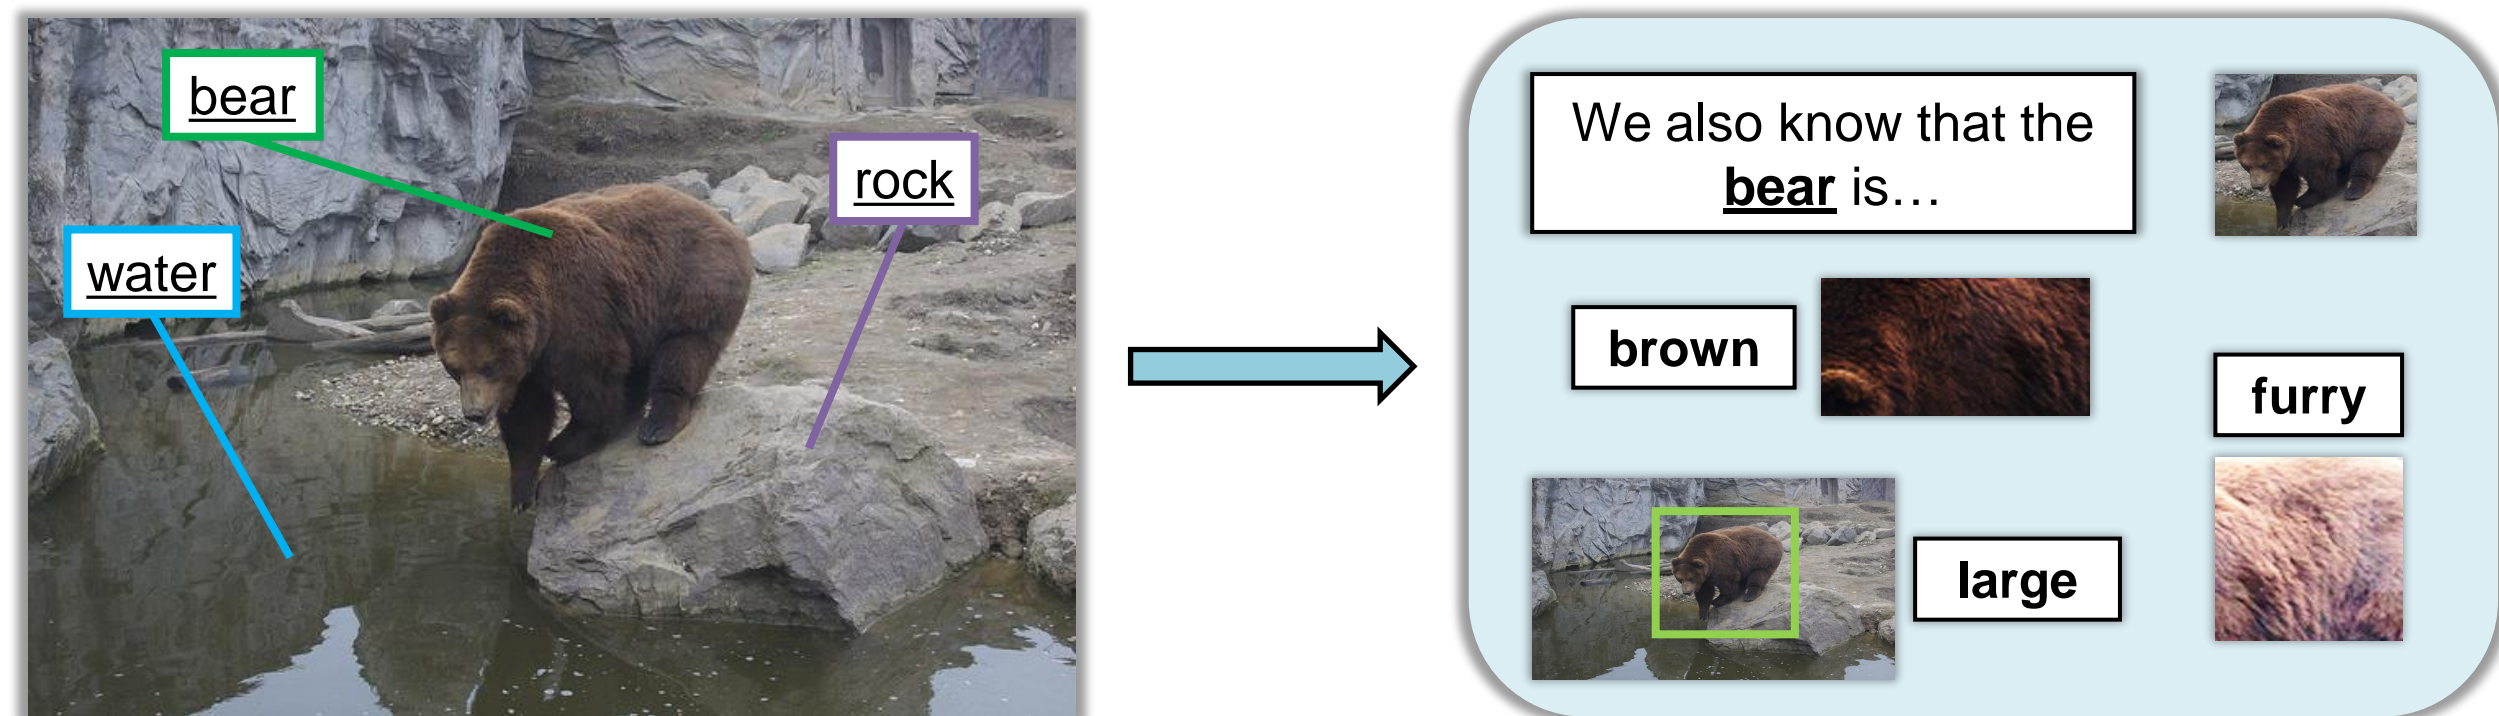 bear
rock
water
We also know that the
bear is…
brown
furry
large